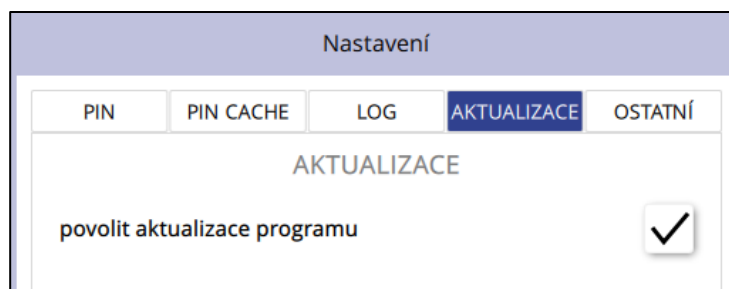 Nastavení
PIN PIN CACHE LOG AKTUALIZACE OSTATNÍ
AKTUALIZACE
povolit aktualizace programu